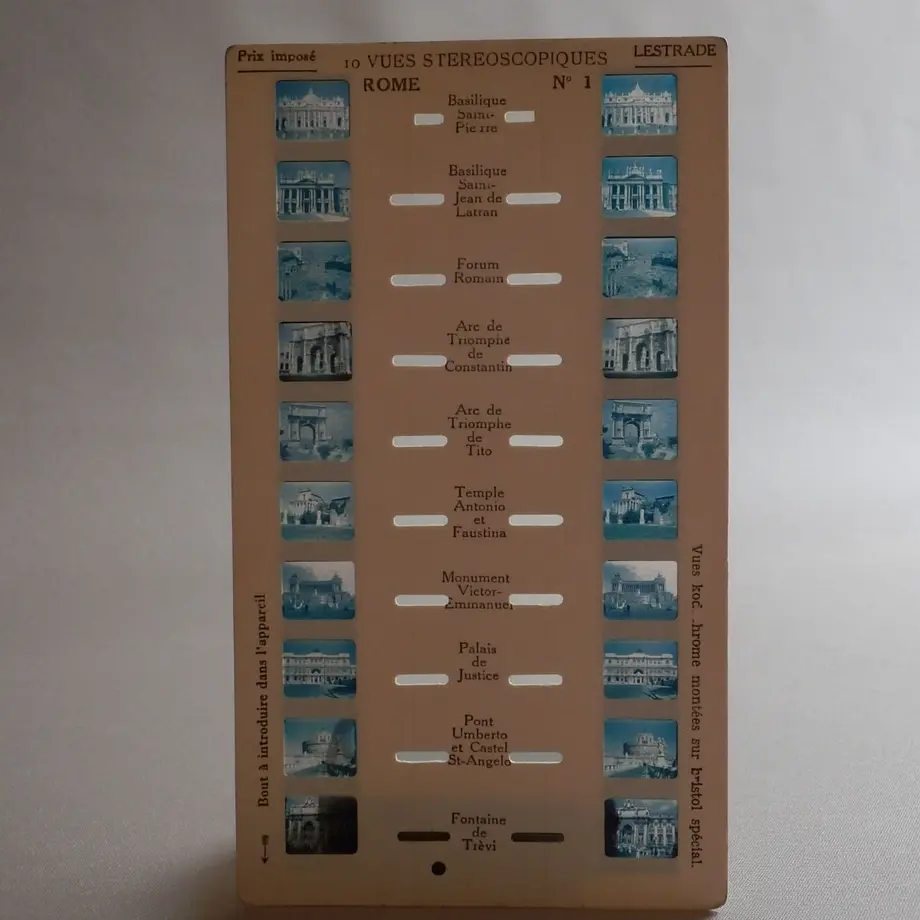 Prix imposé
10 VUES STEREOSCOPIQUES
LESTRADE
ROME
N° 1
Basilique
Saint-
Pierre
Basilique
Saint-
Jean de
Latran
Forum
Romain
Arc de
Triomphe
de
Constantin
Arc de
Triomphe
de
Tito
Temple
Antonio
et
Faustina
Monument
Victor-
Emmanuel
Palais
de
Justice
Pont
Umberto
et Castel
St-Angelo
Fontaine
de
Trèvi
Bout à introduire dans l'appareil
Vues kodachrome montées sur bristol spécial.